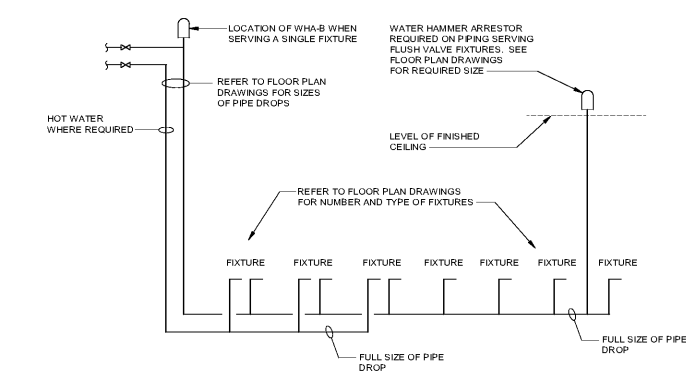 LOCATION OF WHA-B WHEN
SERVING A SINGLE FIXTURE
WATER HAMMER ARRESTOR
REQUIRED ON PIPING SERVING
FLUSH VALVE FIXTURES. SEE
FLOOR PLAN DRAWINGS
FOR REQUIRED SIZE
REFER TO FLOOR PLAN
DRAWINGS FOR SIZES
OF PIPE DROPS
HOT WATER
WHERE REQUIRED
LEVEL OF FINISHED
CEILING
REFER TO FLOOR PLAN DRAWINGS
FOR NUMBER AND TYPE OF FIXTURES
FIXTURE FIXTURE FIXTURE FIXTURE FIXTURE FIXTURE FIXTURE
FULL SIZE OF PIPE
DROP
FULL SIZE OF PIPE
DROP